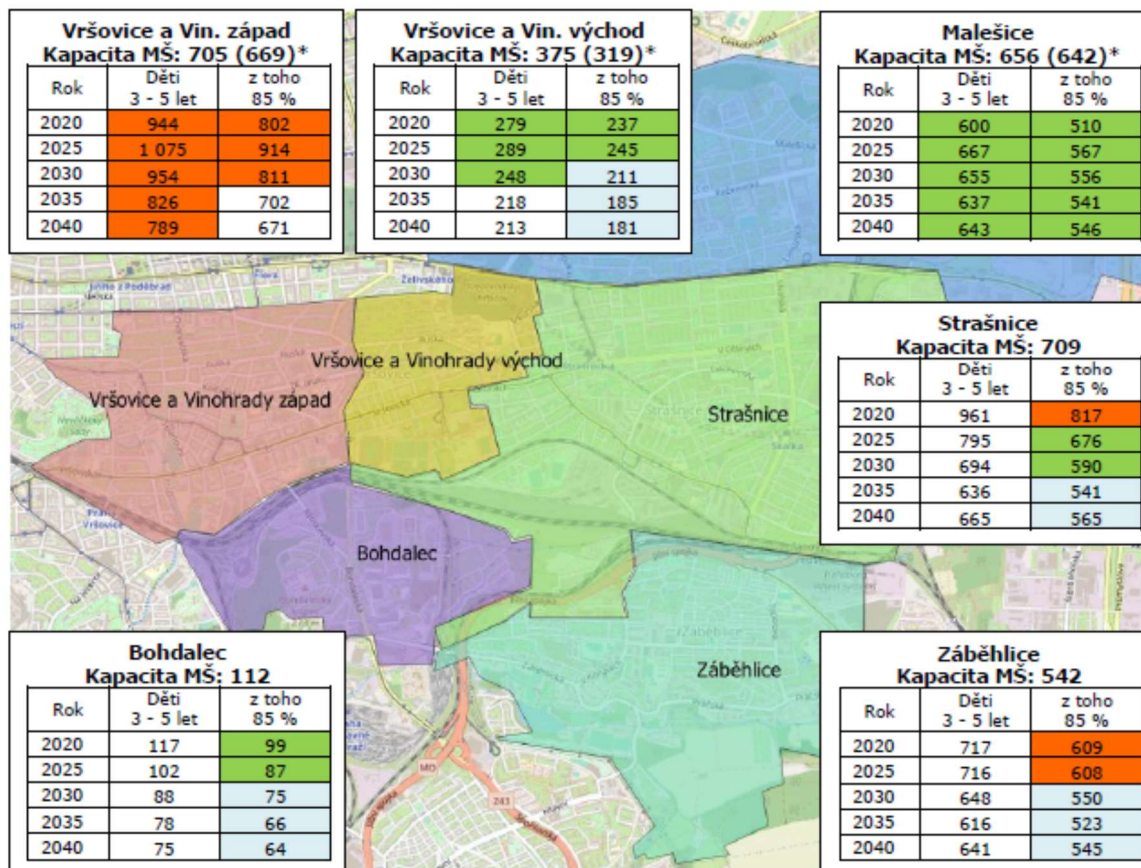 Vršovice a Vin. západ
Kapacita MŠ: 705 (669)*
Rok Děti 3 - 5 let z toho 85 %
2020 944 802
2025 1 075 914
2030 954 811
2035 826 702
2040 789 671
Vršovice a Vin. východ
Kapacita MŠ: 375 (319)*
Rok Děti 3 - 5 let z toho 85 %
2020 279 237
2025 289 245
2030 248 211
2035 218 185
2040 213 181
Malešice
Kapacita MŠ: 656 (642)*
Rok Děti 3 - 5 let z toho 85 %
2020 600 510
2025 667 567
2030 655 556
2035 637 541
2040 643 546
Jiřího z Poděbrad
Flora
Želivského
Vršovice a Vinohrady východ
Vršovice a Vinohrady západ
Strašnice
Strašnice
Kapacita MŠ: 709
Rok Děti 3 - 5 let z toho 85 %
2020 961 817
2025 795 676
2030 694 590
2035 636 541
2040 665 565
Skalka
Vršovice
Bohdalec
Záběhlice
Záběhlice
Bohdalec
Kapacita MŠ: 112
Rok Děti 3 - 5 let z toho 85 %
2020 117 99
2025 102 87
2030 88 75
2035 78 66
2040 75 64
MO
Záběhlice
Kapacita MŠ: 542
Rok Děti 3 - 5 let z toho 85 %
2020 717 609
2025 716 608
2030 648 550
2035 616 523
2040 641 545